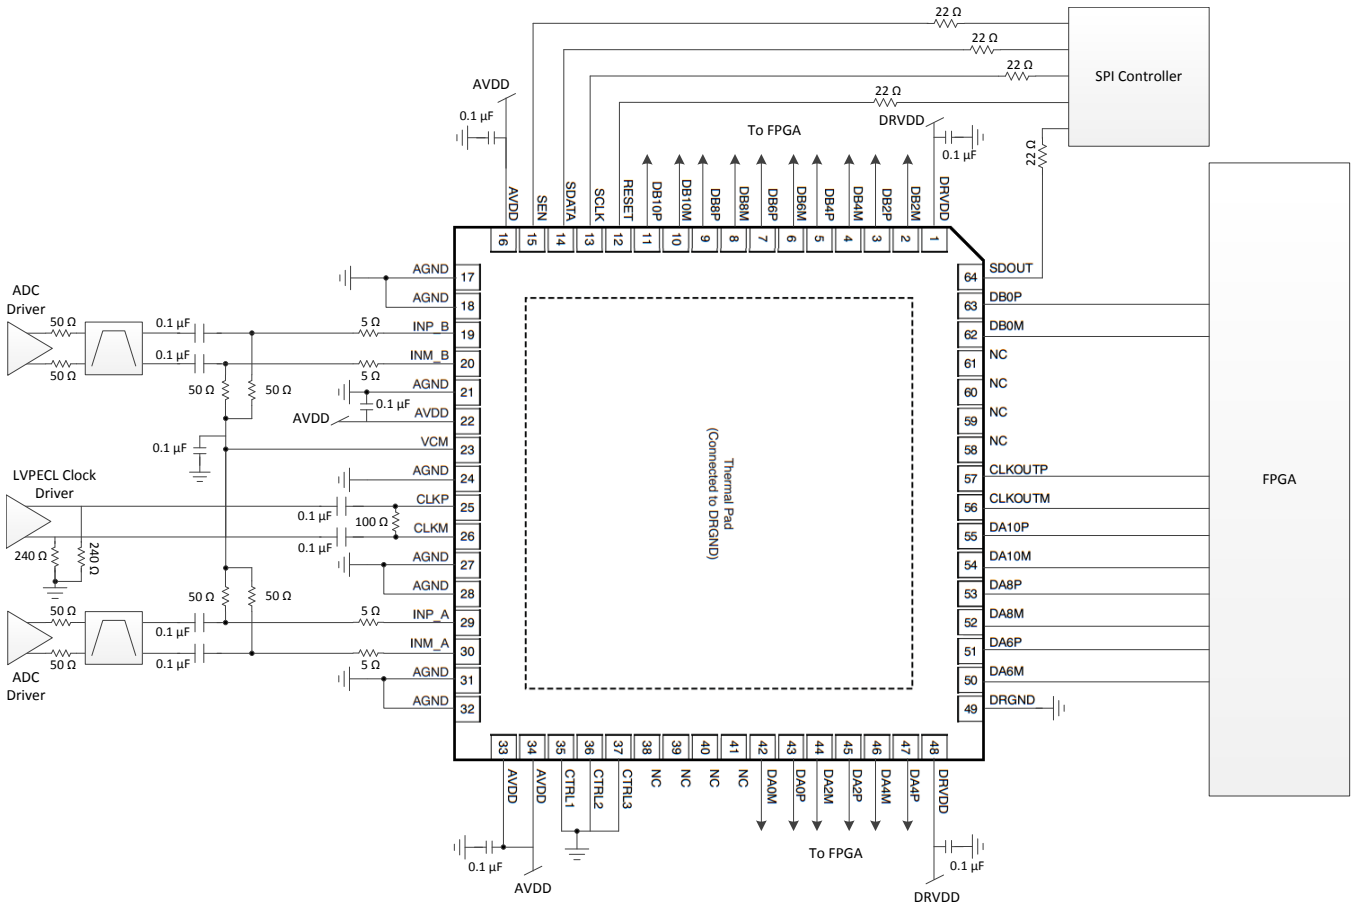 22 Ω
22 Ω
22 Ω
22 Ω
SPI Controller
AVDD
0.1 µF
To FPGA
DRVDD
0.1 µF
22 Ω
AVDD
SEN
SDATA
SCLK
RESET
DB10P
DB10M
DB8P
DB8M
DB6P
DB6M
DB4P
DB4M
DB2P
DB2M
DRVDD
16
15
14
13
12
11
10
9
8
7
6
5
4
3
2
1
AGND
17
AGND
18
INP_B
19
INM_B
20
AGND
21
AVDD
22
VCM
23
AGND
24
CLKP
25
CLKM
26
AGND
27
AGND
28
INP_A
29
INM_A
30
AGND
31
AGND
32
ADC
Driver
50 Ω
50 Ω
0.1 µF
0.1 µF
5 Ω
5 Ω
50 Ω
50 Ω
0.1 µF
AVDD
0.1 µF
LVPECL Clock
Driver
240 Ω
240 Ω
0.1 µF
0.1 µF
100 Ω
50 Ω
50 Ω
50 Ω
50 Ω
0.1 µF
0.1 µF
5 Ω
5 Ω
ADC
Driver
Thermal Pad
(Connected to DRGND)
64
SDOUT
63
DB0P
62
DB0M
61
NC
60
NC
59
NC
58
NC
57
CLKOUTP
56
CLKOUTM
55
DA10P
54
DA10M
53
DA8P
52
DA8M
51
DA6P
50
DA6M
49
DRGND
FPGA
33
34
35
36
37
38
39
40
41
42
43
44
45
46
47
48
AVDD
AVDD
CTRL1
CTRL2
CTRL3
NC
NC
NC
NC
DA0M
DA0P
DA2M
DA2P
DA4M
DA4P
DRVDD
0.1 µF
AVDD
To FPGA
0.1 µF
DRVDD